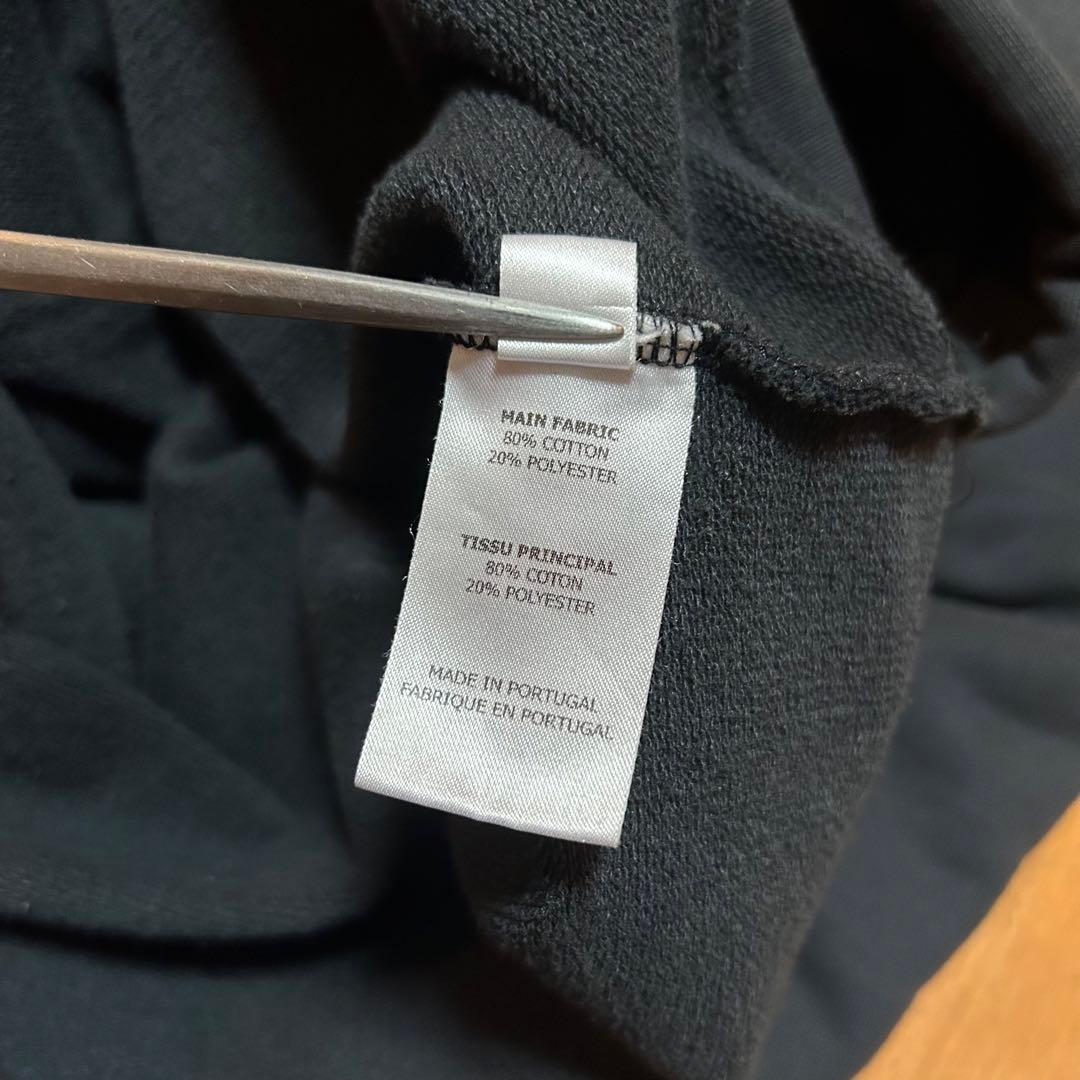 MAIN FABRIC
80% COTTON
20% POLYESTER
TISSU PRINCIPAL
80% COTON
20% POLYESTER
MADE IN PORTUGAL
FABRIQUE EN PORTUGAL